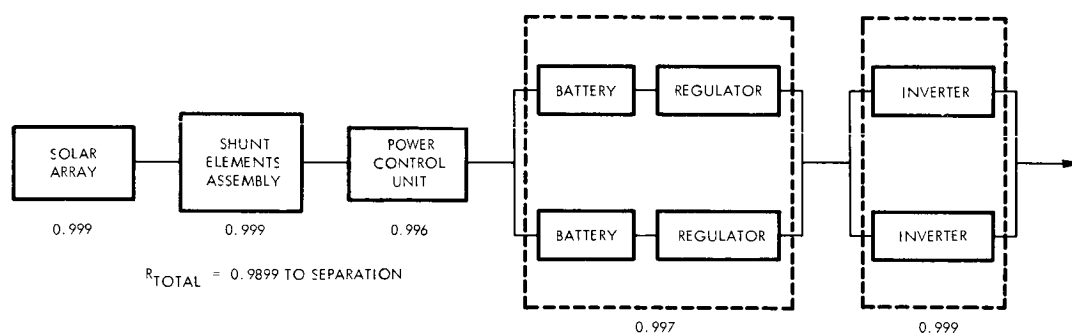 BATTERY
REGULATOR
INVERTER
SOLAR
ARRAY
SHUNT
ELEMENTS
ASSEMBLY
POWER
CONTROL
UNIT
0.999
0.999
0.996
BATTERY
REGULATOR
INVERTER
R TOTAL = 0.9899 TO SEPARATION
0.997
0.999